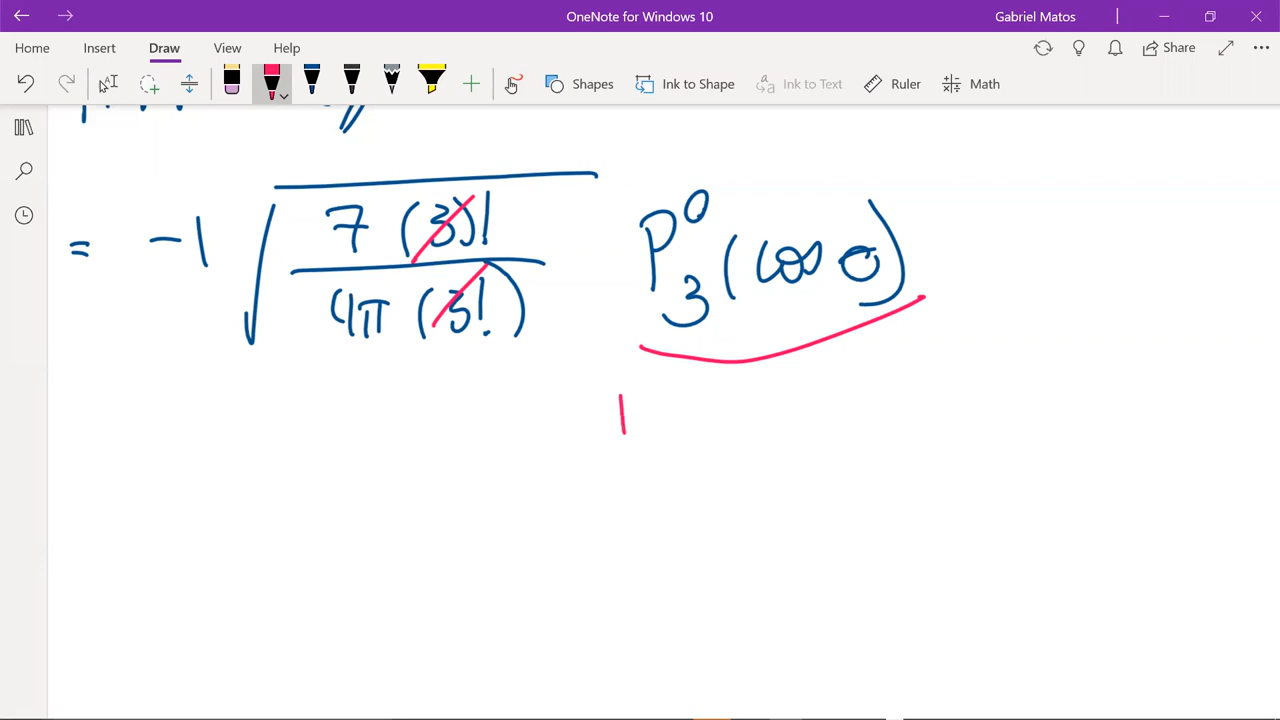 OneNote for Windows 10
Gabriel Matos
Home Insert Draw View Help
Share
Shapes Ink to Shape Ink to Text Ruler Math
= -1 √(7 (3)! / 4π (3!)) P₃⁰ (cos θ)
|